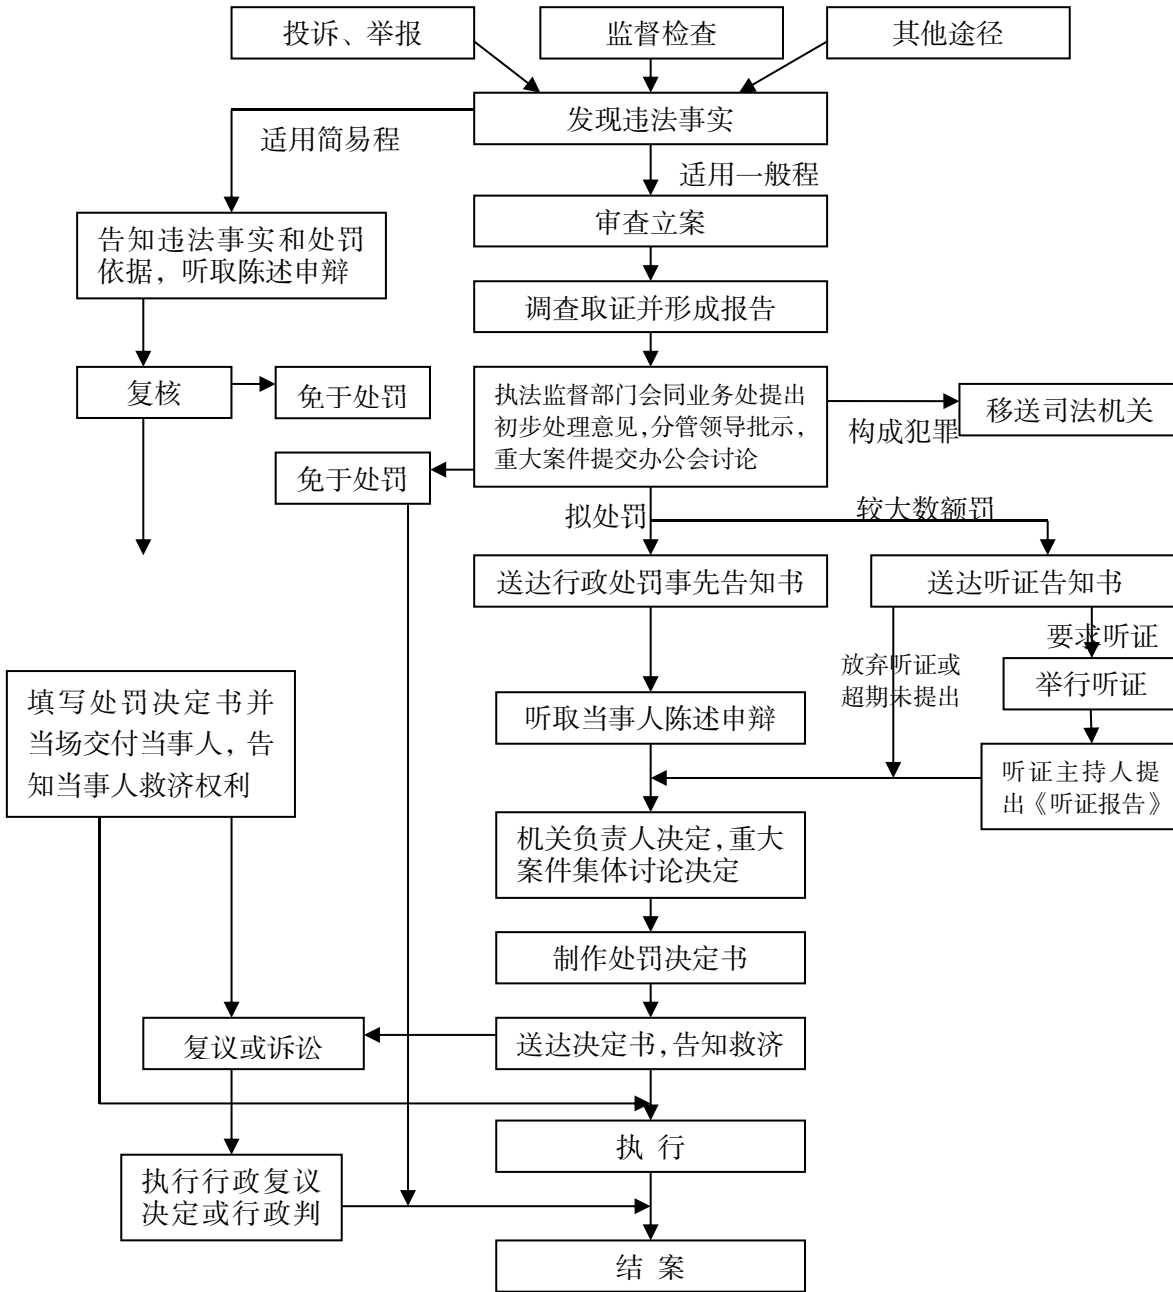 投诉、举报
监督检查
其他途径
发现违法事实
适用简易程
适用一般程
审查立案
告知违法事实和处罚
依据，听取陈述申辩
调查取证并形成报告
复核
免于处罚
执法监督部门会同业务处提出
初步处理意见，分管领导批示，
重大案件提交办公会讨论
移送司法机关
构成犯罪
免于处罚
拟处罚
较大数额罚
送达行政处罚事先告知书
送达听证告知书
要求听证
放弃听证或
超期未提出
举行听证
填写处罚决定书并
当场交付当事人，告
知当事人救济权利
听取当事人陈述申辩
听证主持人提
出《听证报告》
机关负责人决定，重大
案件集体讨论决定
制作处罚决定书
复议或诉讼
送达决定书，告知救济
执 行
执行行政复议
决定或行政判
结 案